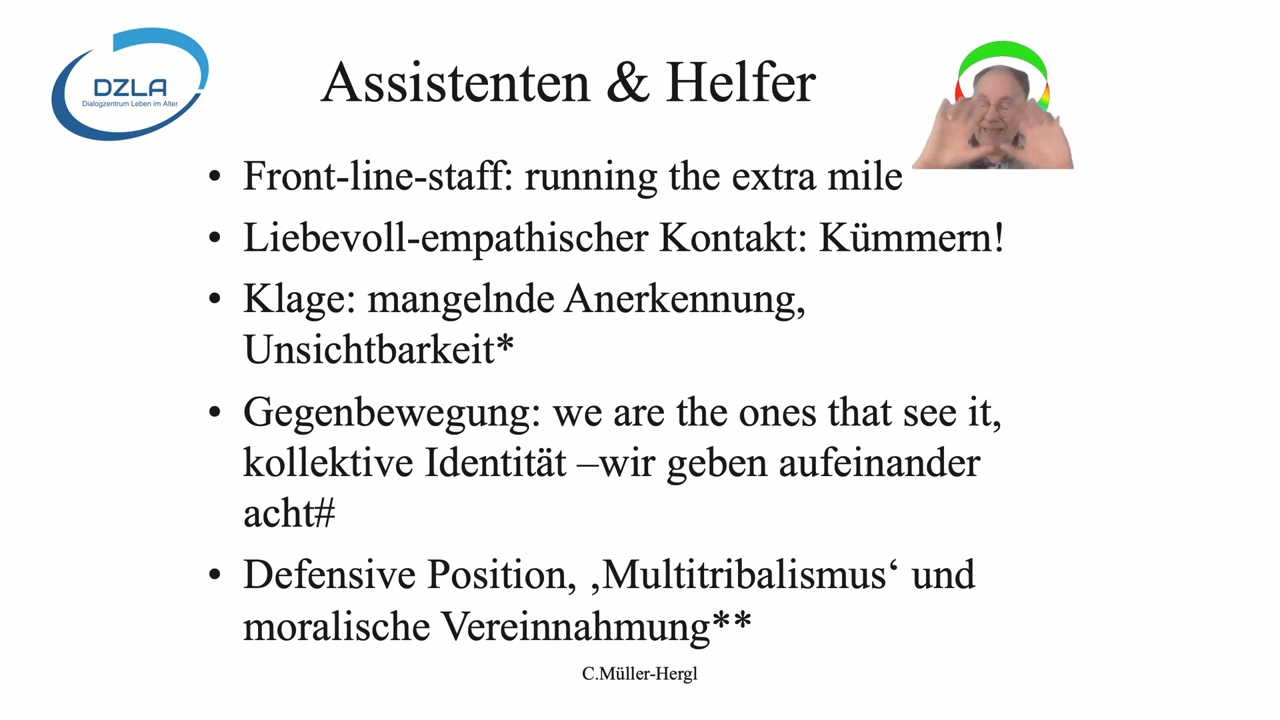 DZLA
Dialogzentrum Leben im Alter
Assistenten & Helfer
• Front-line-staff: running the extra mile
• Liebevoll-empathischer Kontakt: Kümmern!
• Klage: mangelnde Anerkennung,
Unsichtbarkeit*
• Gegenbewegung: we are the ones that see it,
kollektive Identität –wir geben aufeinander
acht#
• Defensive Position, ‚Multitribalismus‘ und
moralische Vereinnahmung**
C.Müller-Hergl